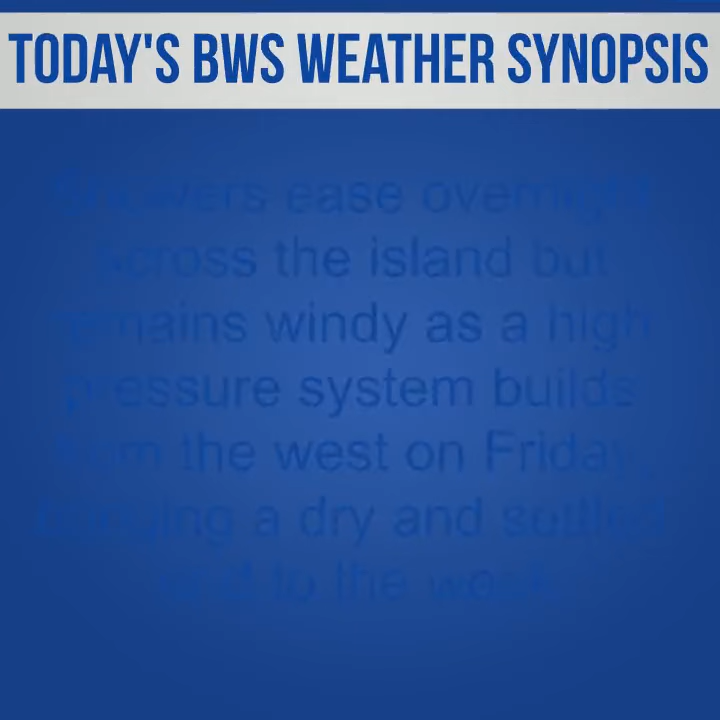 TODAY'S BWS WEATHER SYNOPSIS
Showers ease overnight
across the island but
remains windy as a high
pressure system builds
from the west on Friday,
bringing a dry and settled
end to the week